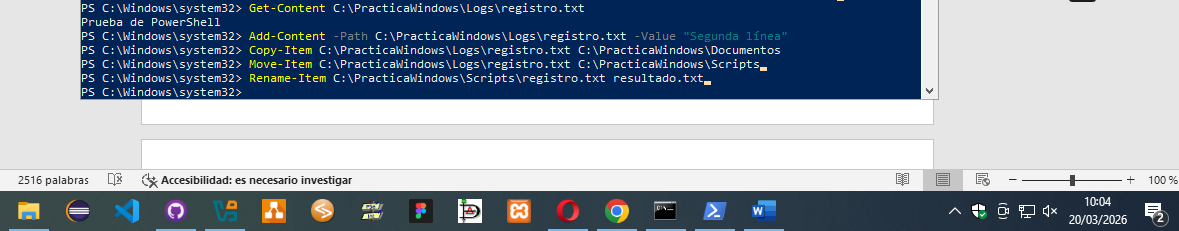 PS C:\Windows\system32> Get-Content C:\PracticaWindows\Logs\registro.txt
Prueba de PowerShell
PS C:\Windows\system32> Add-Content -Path C:\PracticaWindows\Logs\registro.txt -Value "Segunda línea"
PS C:\Windows\system32> Copy-Item C:\PracticaWindows\Logs\registro.txt C:\PracticaWindows\Documentos
PS C:\Windows\system32> Move-Item C:\PracticaWindows\Logs\registro.txt C:\PracticaWindows\Scripts
PS C:\Windows\system32> Rename-Item C:\PracticaWindows\Scripts\registro.txt resultado.txt
PS C:\Windows\system32>
2516 palabras Accesibilidad: es necesario investigar 100 %
10:04
20/03/2026
2